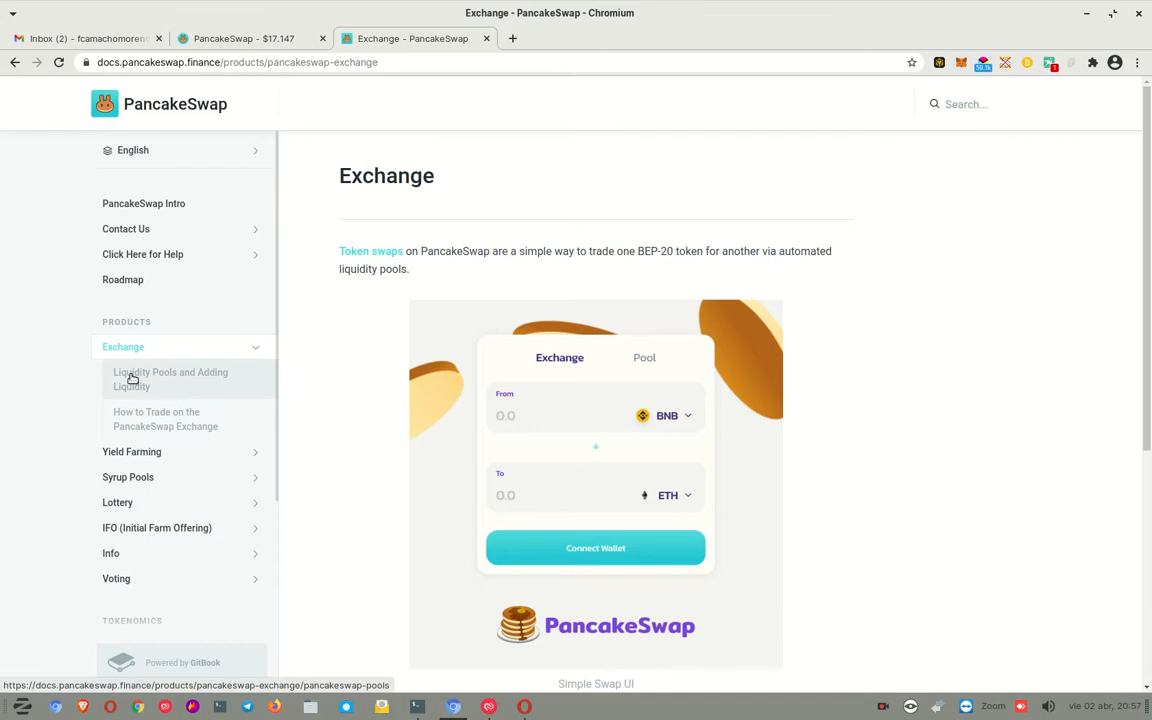 Exchange - PancakeSwap - Chromium
Inbox (2) - fcamachomoreno
PancakeSwap - $17.147
Exchange - PancakeSwap
docs.pancakeswap.finance/products/pancakeswap-exchange
PancakeSwap
Search...
English
PancakeSwap Intro
Contact Us
Click Here for Help
Roadmap
PRODUCTS
Exchange
Liquidity Pools and Adding
Liquidity
How to Trade on the
PancakeSwap Exchange
Yield Farming
Syrup Pools
Lottery
IFO (Initial Farm Offering)
Info
Voting
TOKENOMICS
Powered by GitBook
Exchange
Token swaps on PancakeSwap are a simple way to trade one BEP-20 token for another via automated
liquidity pools.
Exchange
Pool
From
0.0
BNB
To
0.0
ETH
Connect Wallet
PancakeSwap
Simple Swap UI
https://docs.pancakeswap.finance/products/pancakeswap-exchange/pancakeswap-pools
Zoom
vie 02 abr, 20:57